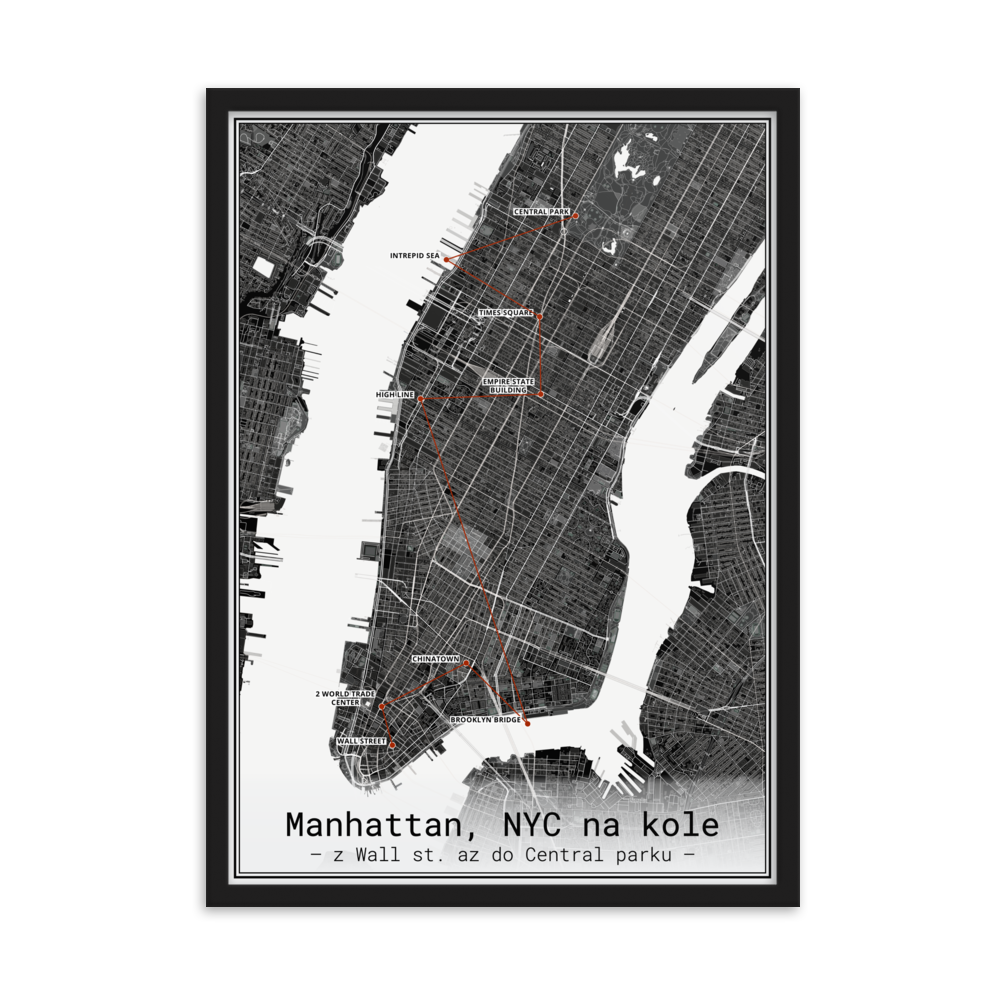 CENTRAL PARK
INTREPID SEA
TIMES SQUARE
EMPIRE STATE
BUILDING
HIGH LINE
CHINATOWN
2 WORLD TRADE
CENTER
BROOKLYN BRIDGE
WALL STREET
Manhattan, NYC na kole
– z Wall st. az do Central parku –